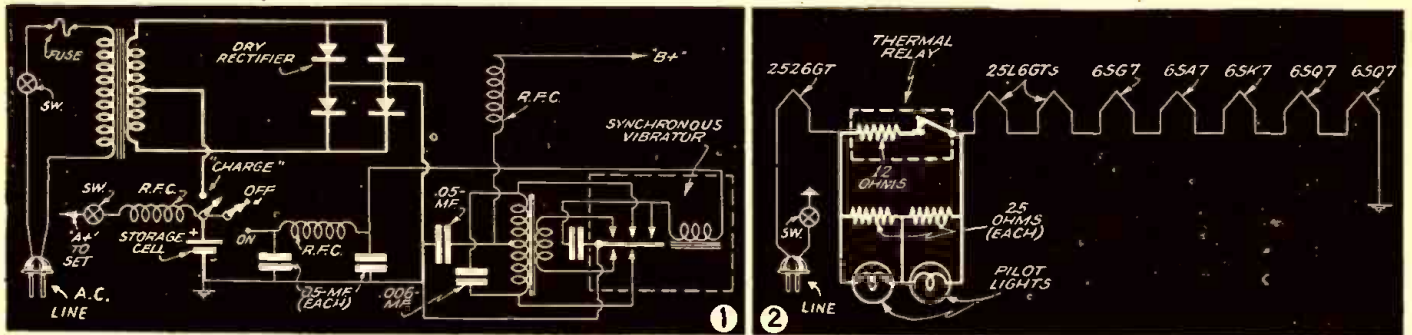 FUSE
SW.
DRY
RECTIFIER
"B+"
R.F.C.
SYNCHRONOUS
VIBRATOR
"CHARGE"
OFF
SW.
R.F.C.
"A+"
TO
SET
STORAGE
CELL
+
-
ON
R.F.C.
.05-
MF.
.05-MF
(EACH)
.006-
MF.
A.C.
LINE
1
THERMAL
RELAY
2526GT
25L6GTs
6SG7
6SA7
6SK7
6SQ7
6SQ7
12
OHMS
25
OHMS
(EACH)
SW.
LINE
PILOT
LIGHTS
2